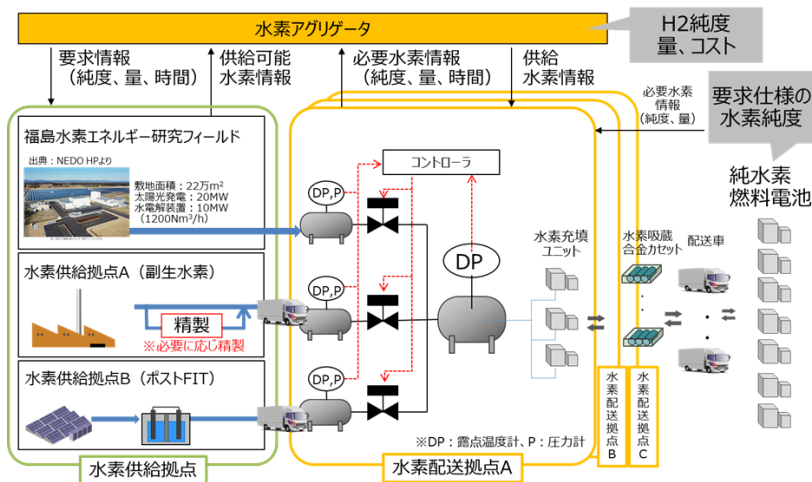 水素アグリゲータ
H2純度
量、コスト
要求情報
（純度、量、時間）
供給可能
水素情報
必要水素情報
（純度、量、時間）
供給
水素情報
必要水素
情報
（純度、量）
要求仕様の
水素純度
福島水素エネルギー研究フィールド
出典：NEDO HPより
敷地面積：22万m²
太陽光発電：20MW
水電解装置：10MW
（1200Nm³/h）
コントローラ
DP,P
純水素
燃料電池
水素充填
ユニット
水素吸蔵
合金カセット
配送車
DP
水素供給拠点A（副生水素）
精製
※必要に応じ精製
DP,P
水素供給拠点B（ポストFIT）
DP,P
水素配送拠点B
水素配送拠点C
※DP：露点温度計、P：圧力計
水素供給拠点
水素配送拠点A